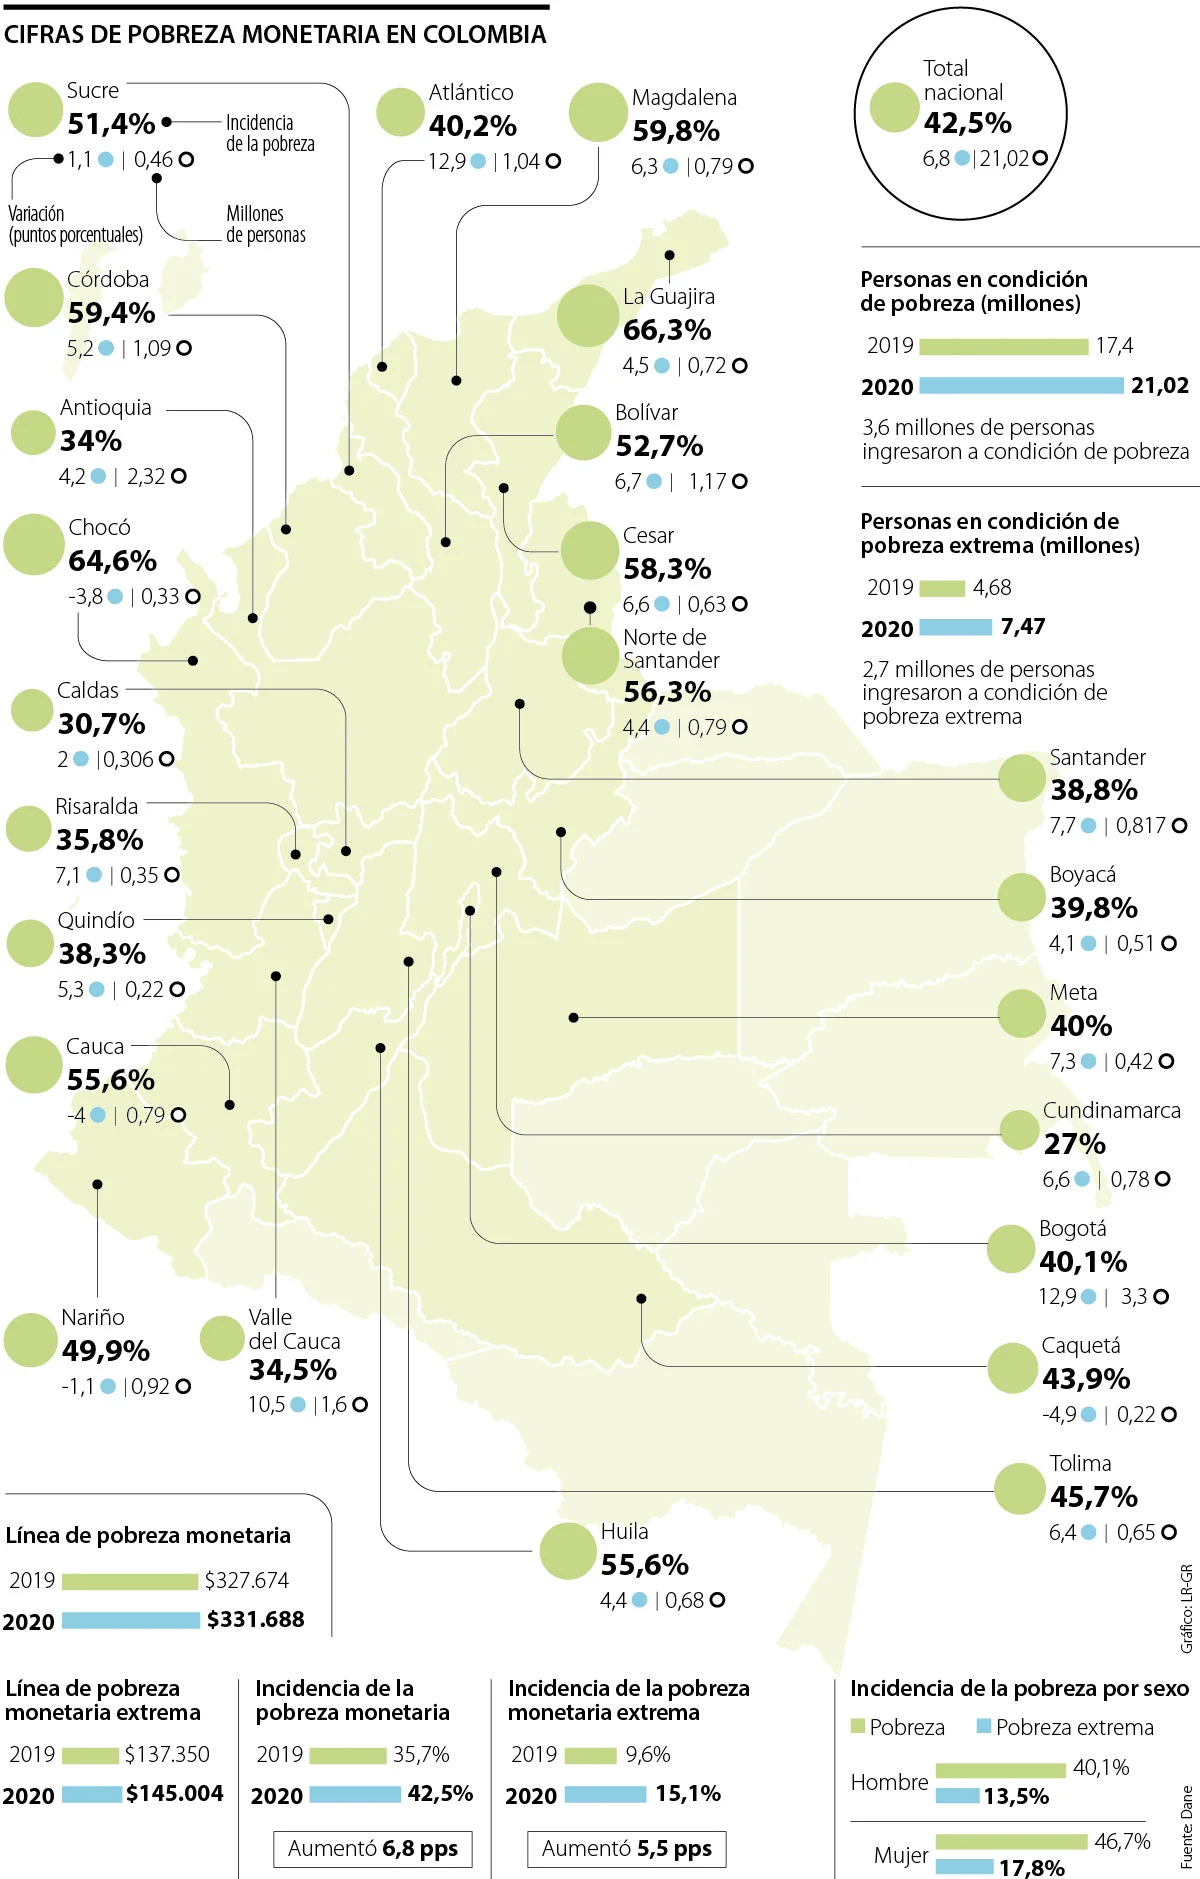 CIFRAS DE POBREZA MONETARIA EN COLOMBIA
Sucre
51,4%
1,1 | 0,46
Incidencia
de la pobreza
Variación
(puntos porcentuales)
Millones
de personas
Atlántico
40,2%
12,9 | 1,04
Magdalena
59,8%
6,3 | 0,79
Total
nacional
42,5%
6,8 | 21,02
Córdoba
59,4%
5,2 | 1,09
Antioquia
34%
4,2 | 2,32
Chocó
64,6%
-3,8 | 0,33
Caldas
30,7%
2 | 0,306
Risaralda
35,8%
7,1 | 0,35
Quindío
38,3%
5,3 | 0,22
Cauca
55,6%
-4 | 0,79
Nariño
49,9%
-1,1 | 0,92
Valle
del Cauca
34,5%
10,5 | 1,6
La Guajira
66,3%
4,5 | 0,72
Bolívar
52,7%
6,7 | 1,17
Cesar
58,3%
6,6 | 0,63
Norte de
Santander
56,3%
4,4 | 0,79
Personas en condición
de pobreza (millones)
2019 17,4
2020 21,02
3,6 millones de personas
ingresaron a condición de pobreza
Personas en condición de
pobreza extrema (millones)
2019 4,68
2020 7,47
2,7 millones de personas
ingresaron a condición de
pobreza extrema
Santander
38,8%
7,7 | 0,817
Boyacá
39,8%
4,1 | 0,51
Meta
40%
7,3 | 0,42
Cundinamarca
27%
6,6 | 0,78
Bogotá
40,1%
12,9 | 3,3
Caquetá
43,9%
-4,9 | 0,22
Tolima
45,7%
6,4 | 0,65
Huila
55,6%
4,4 | 0,68
Línea de pobreza monetaria
2019 $327.674
2020 $331.688
Línea de pobreza
monetaria extrema
2019 $137.350
2020 $145.004
Incidencia de la
pobreza monetaria
2019 35,7%
2020 42,5%
Aumentó 6,8 pps
Incidencia de la pobreza
monetaria extrema
2019 9,6%
2020 15,1%
Aumentó 5,5 pps
Incidencia de la pobreza por sexo
Pobreza Pobreza extrema
Hombre
40,1%
13,5%
Mujer
46,7%
17,8%
Gráfico: LR-GR
Fuente: Dane